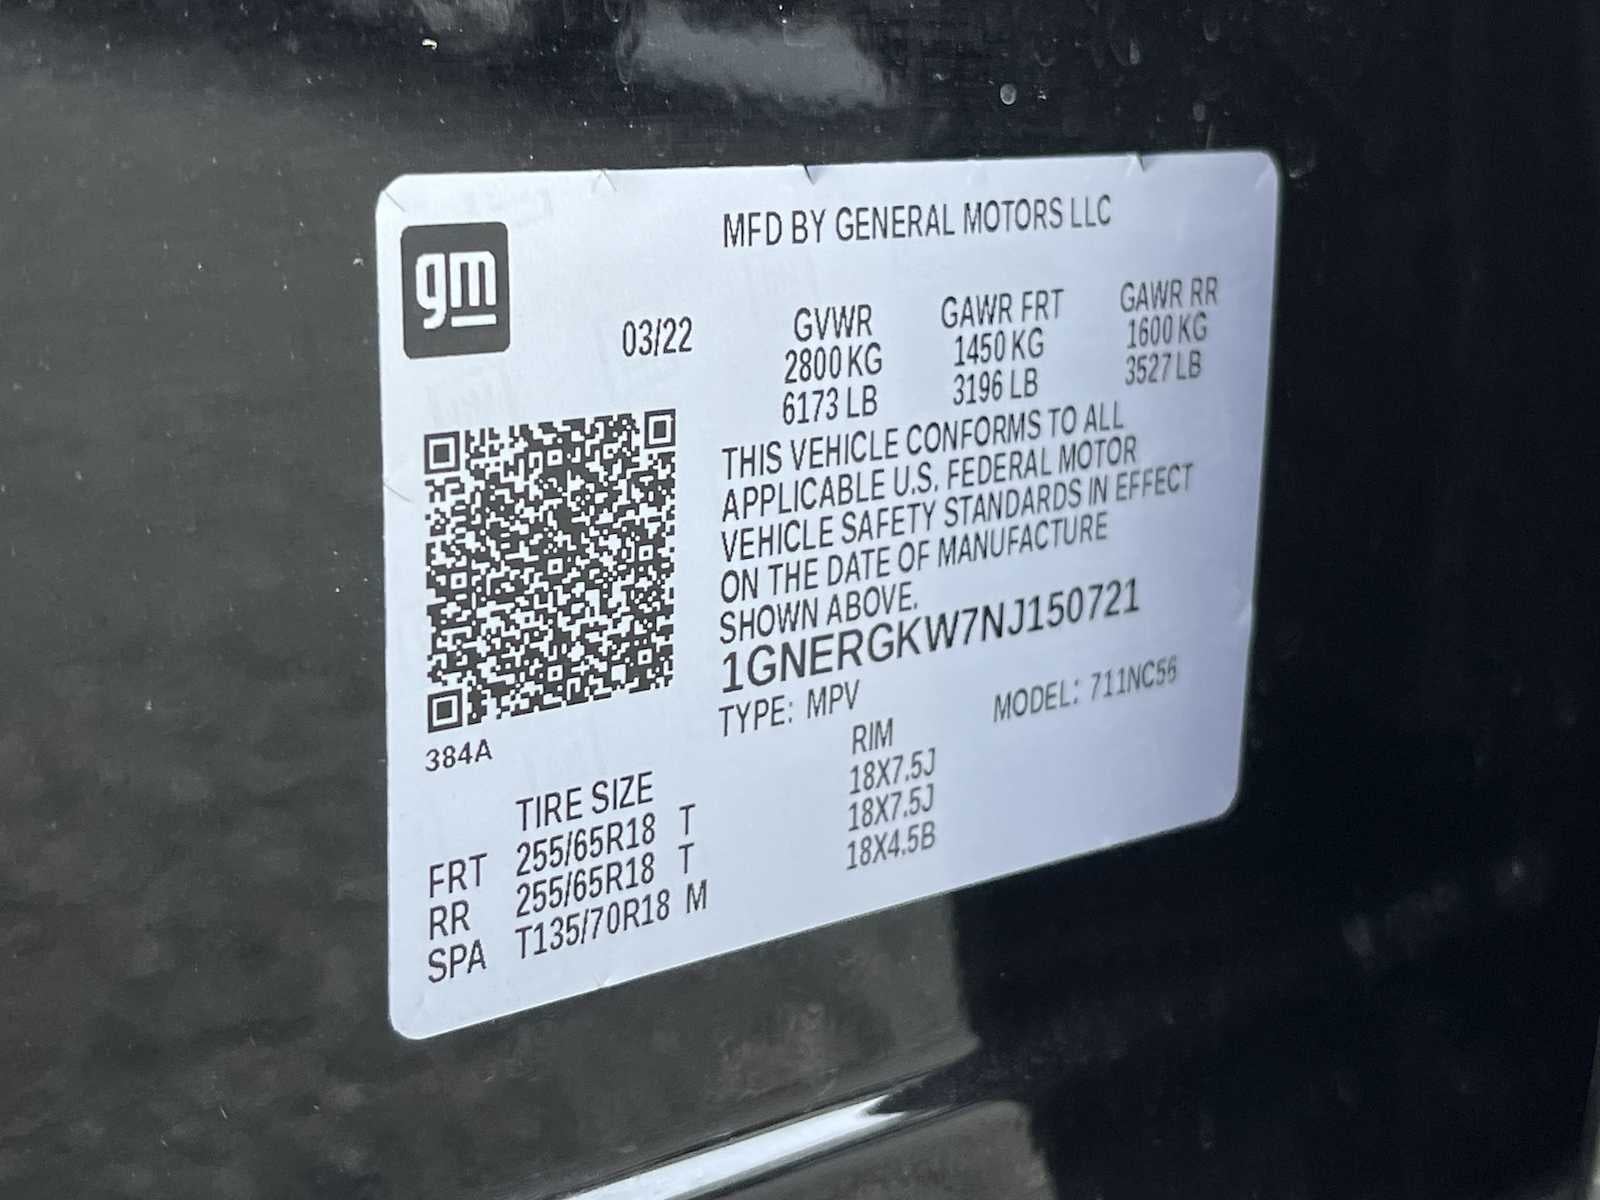 gm
MFD BY GENERAL MOTORS LLC
03/22 GVWR GAWR FRT GAWR RR
2800 KG 1450 KG 1600 KG
6173 LB 3196 LB 3527 LB
THIS VEHICLE CONFORMS TO ALL
APPLICABLE U.S. FEDERAL MOTOR
VEHICLE SAFETY STANDARDS IN EFFECT
ON THE DATE OF MANUFACTURE
SHOWN ABOVE.
1GNERGKW7NJ150721
TYPE: MPV MODEL: 711NC56
384A
TIRE SIZE RIM
FRT 255/65R18 T 18X7.5J
RR 255/65R18 T 18X7.5J
SPA T135/70R18 M 18X4.5B